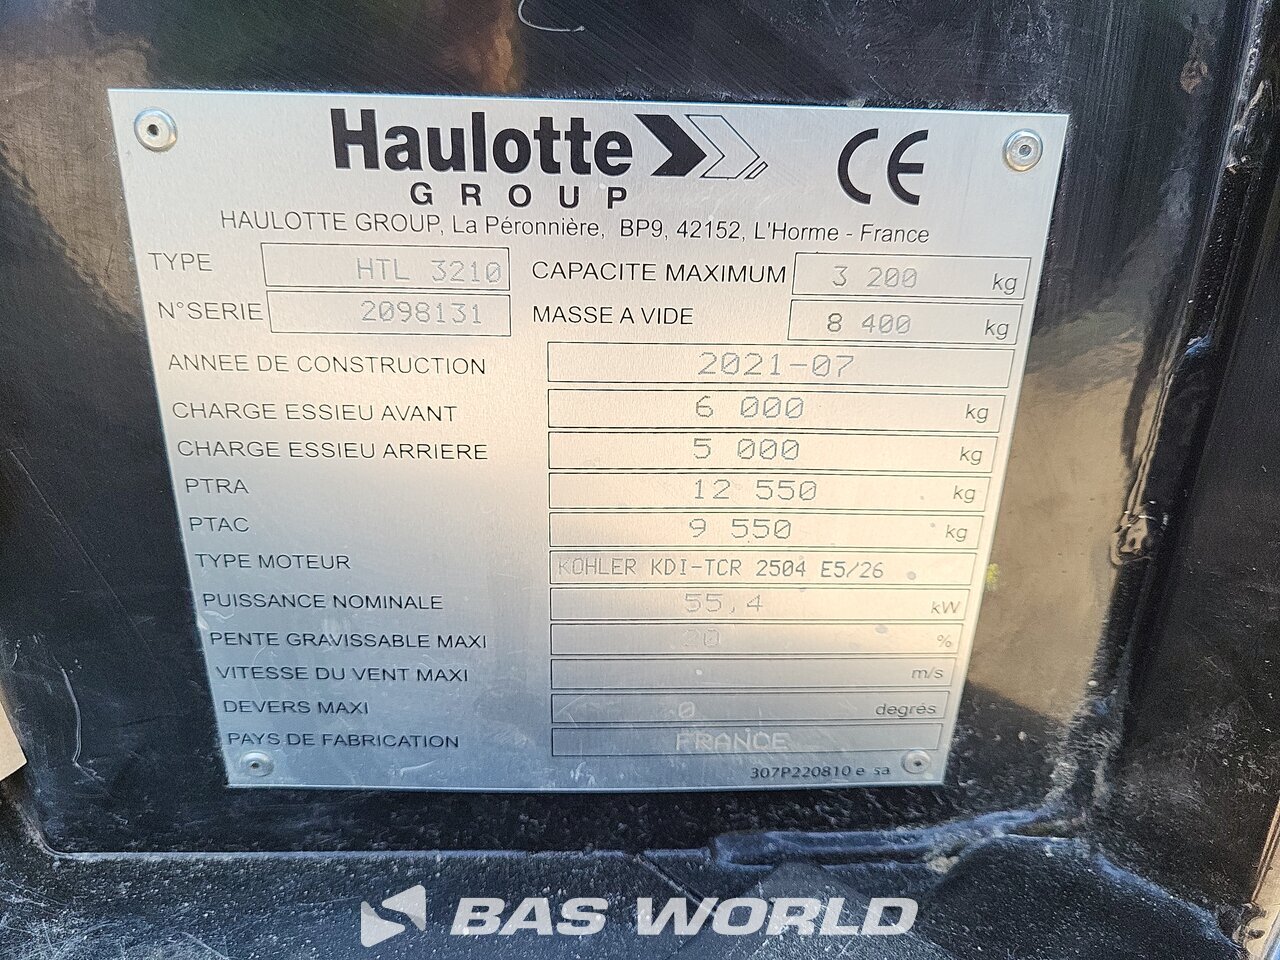 Haulotte
GROUP
CE
HAULOTTE GROUP, La Péronnière, BP9, 42152, L'Horme - France
TYPE HTL 3210 CAPACITE MAXIMUM 3 200 kg
N°SERIE 2098131 MASSE A VIDE 8 400 kg
ANNEE DE CONSTRUCTION 2021-07
CHARGE ESSIEU AVANT 6 000 kg
CHARGE ESSIEU ARRIERE 5 000 kg
PTRA 12 550 kg
PTAC 9 550 kg
TYPE MOTEUR KOHLER KDI-TCR 2504 E5/26
PUISSANCE NOMINALE 55,4 kW
PENTE GRAVISSABLE MAXI %
VITESSE DU VENT MAXI m/s
DEVERS MAXI 0 degrés
PAYS DE FABRICATION FRANCE
307P220810 e sa
BAS WORLD